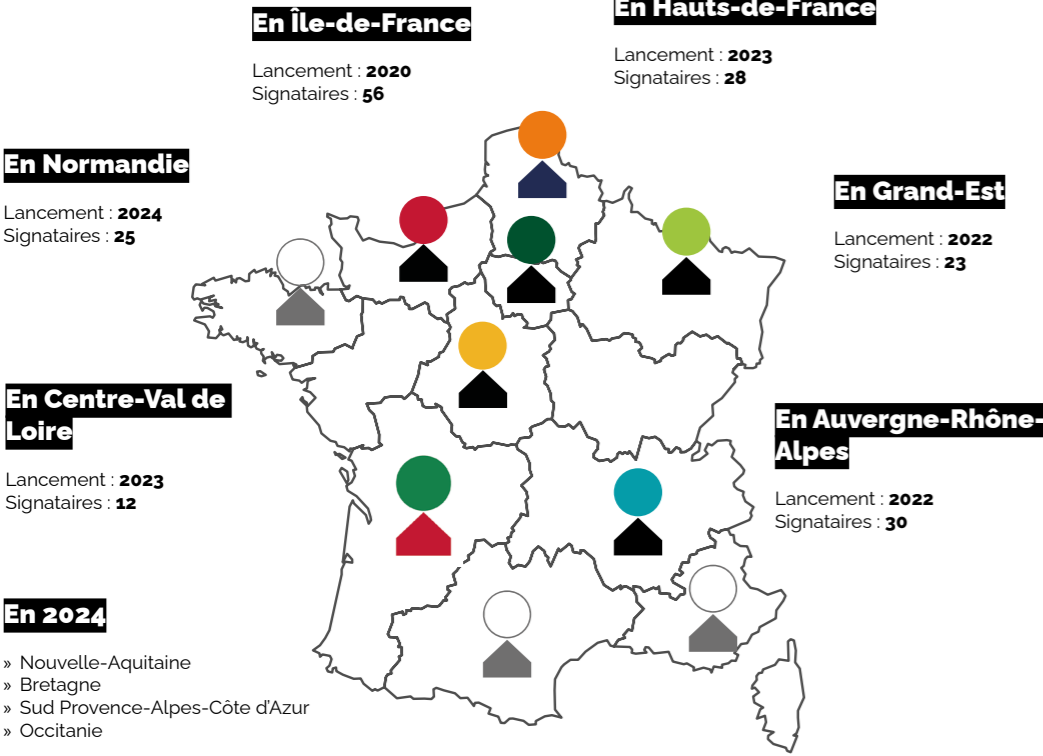 En Île-de-France
Lancement : 2020
Signataires : 56
En Hauts-de-France
Lancement : 2023
Signataires : 28
En Normandie
Lancement : 2024
Signataires : 25
En Grand-Est
Lancement : 2022
Signataires : 23
En Centre-Val de
Loire
Lancement : 2023
Signataires : 12
En Auvergne-Rhône-
Alpes
Lancement : 2022
Signataires : 30
En 2024
» Nouvelle-Aquitaine
» Bretagne
» Sud Provence-Alpes-Côte d'Azur
» Occitanie